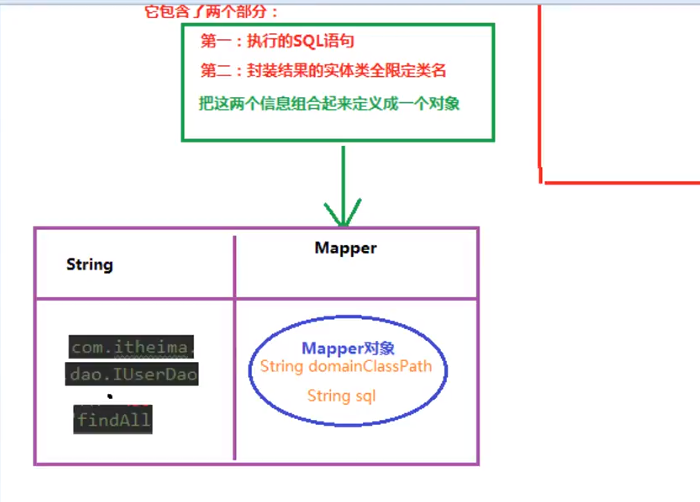 它包含了两个部分：
第一：执行的SQL语句
第二：封装结果的实体类全限定类名
把这两个信息组合起来定义成一个对象
String
Mapper
com.itheima.
dao.IUserDao
.
findAll
Mapper对象
String domainClassPath
String sql